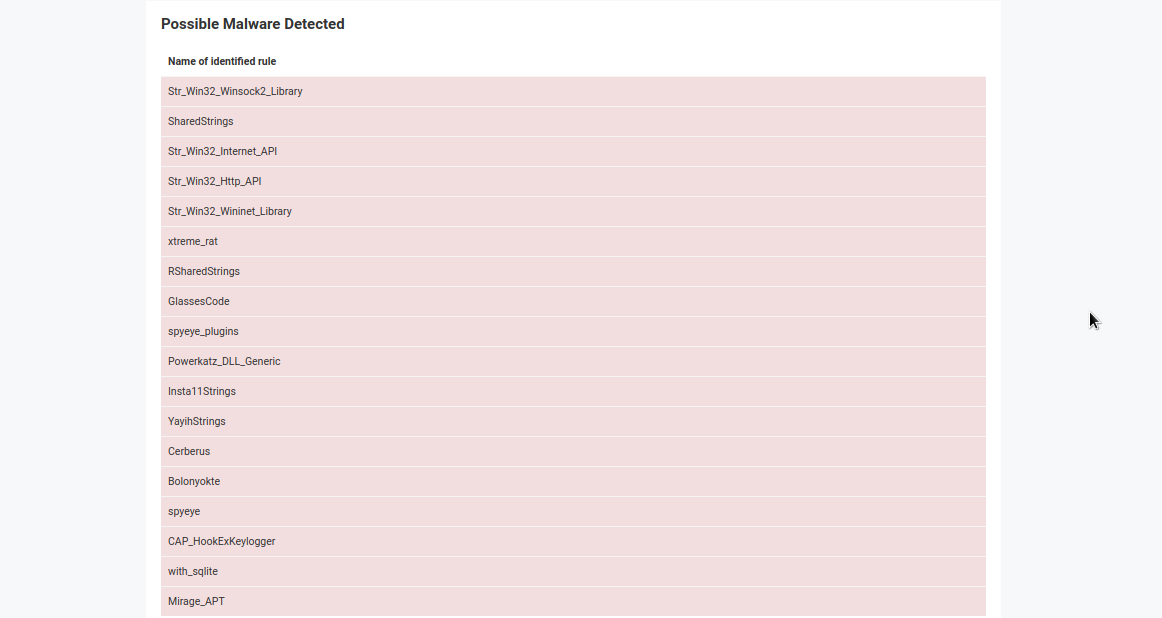 Possible Malware Detected
Name of identified rule
Str_Win32_Winsock2_Library
SharedStrings
Str_Win32_Internet_API
Str_Win32_Http_API
Str_Win32_Wininet_Library
xtreme_rat
RSharedStrings
GlassesCode
spyeye_plugins
Powerkatz_DLL_Generic
Insta11Strings
YayihStrings
Cerberus
Bolonyokte
spyeye
CAP_HookExKeylogger
with_sqlite
Mirage_APT